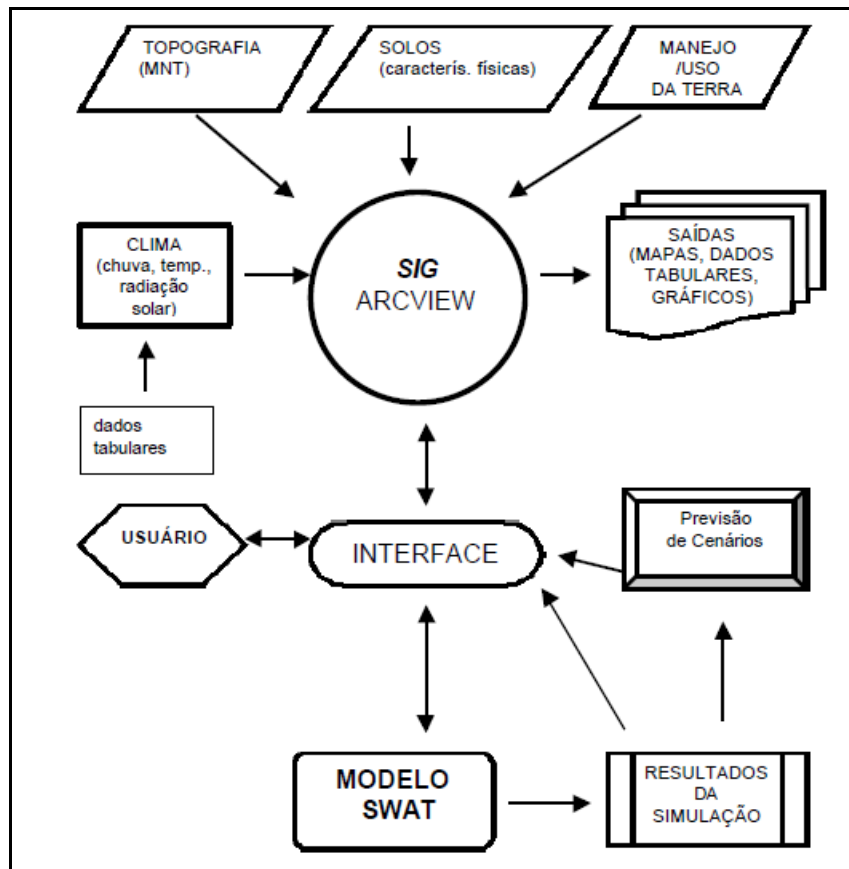 TOPOGRAFIA
(MNT)
SOLOS
(caracterís. físicas)
MANEJO
/USO
DA TERRA
CLIMA
(chuva, temp.,
radiação
solar)
SIG
ARCVIEW
SAÍDAS
(MAPAS, DADOS
TABULARES,
GRÁFICOS)
dados
tabulares
USUÁRIO
INTERFACE
Previsão
de Cenários
MODELO
SWAT
RESULTADOS
DA
SIMULAÇÃO